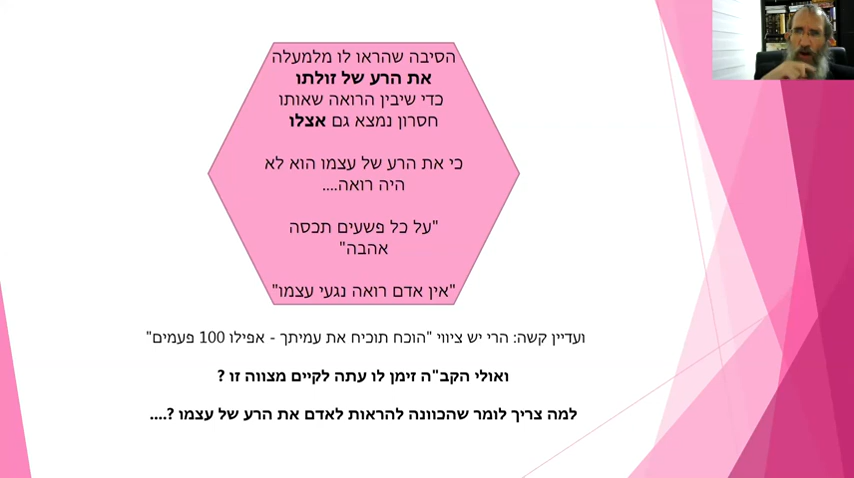 הסיבה שהראו לו מלמעלה
את הרע של זולתו
כדי שיבין הרואה שאותו
חסרון נמצא גם אצלו
כי את הרע של עצמו הוא לא
היה רואה....
"על כל פשעים תכסה
אהבה"
"אין אדם רואה נגעי עצמו"
ועדיין קשה: הרי יש ציווי "הוכח תוכיח את עמיתך - אפילו 100 פעמים"
ואולי הקב"ה זימן לו עתה לקיים מצווה זו ?
למה צריך לומר שהכוונה להראות לאדם את הרע של עצמו ?....